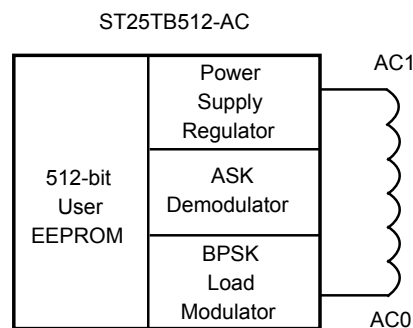 ST25TB512-AC
Power
Supply
Regulator
AC1
512-bit
User
EEPROM
ASK
Demodulator
BPSK
Load
Modulator
AC0